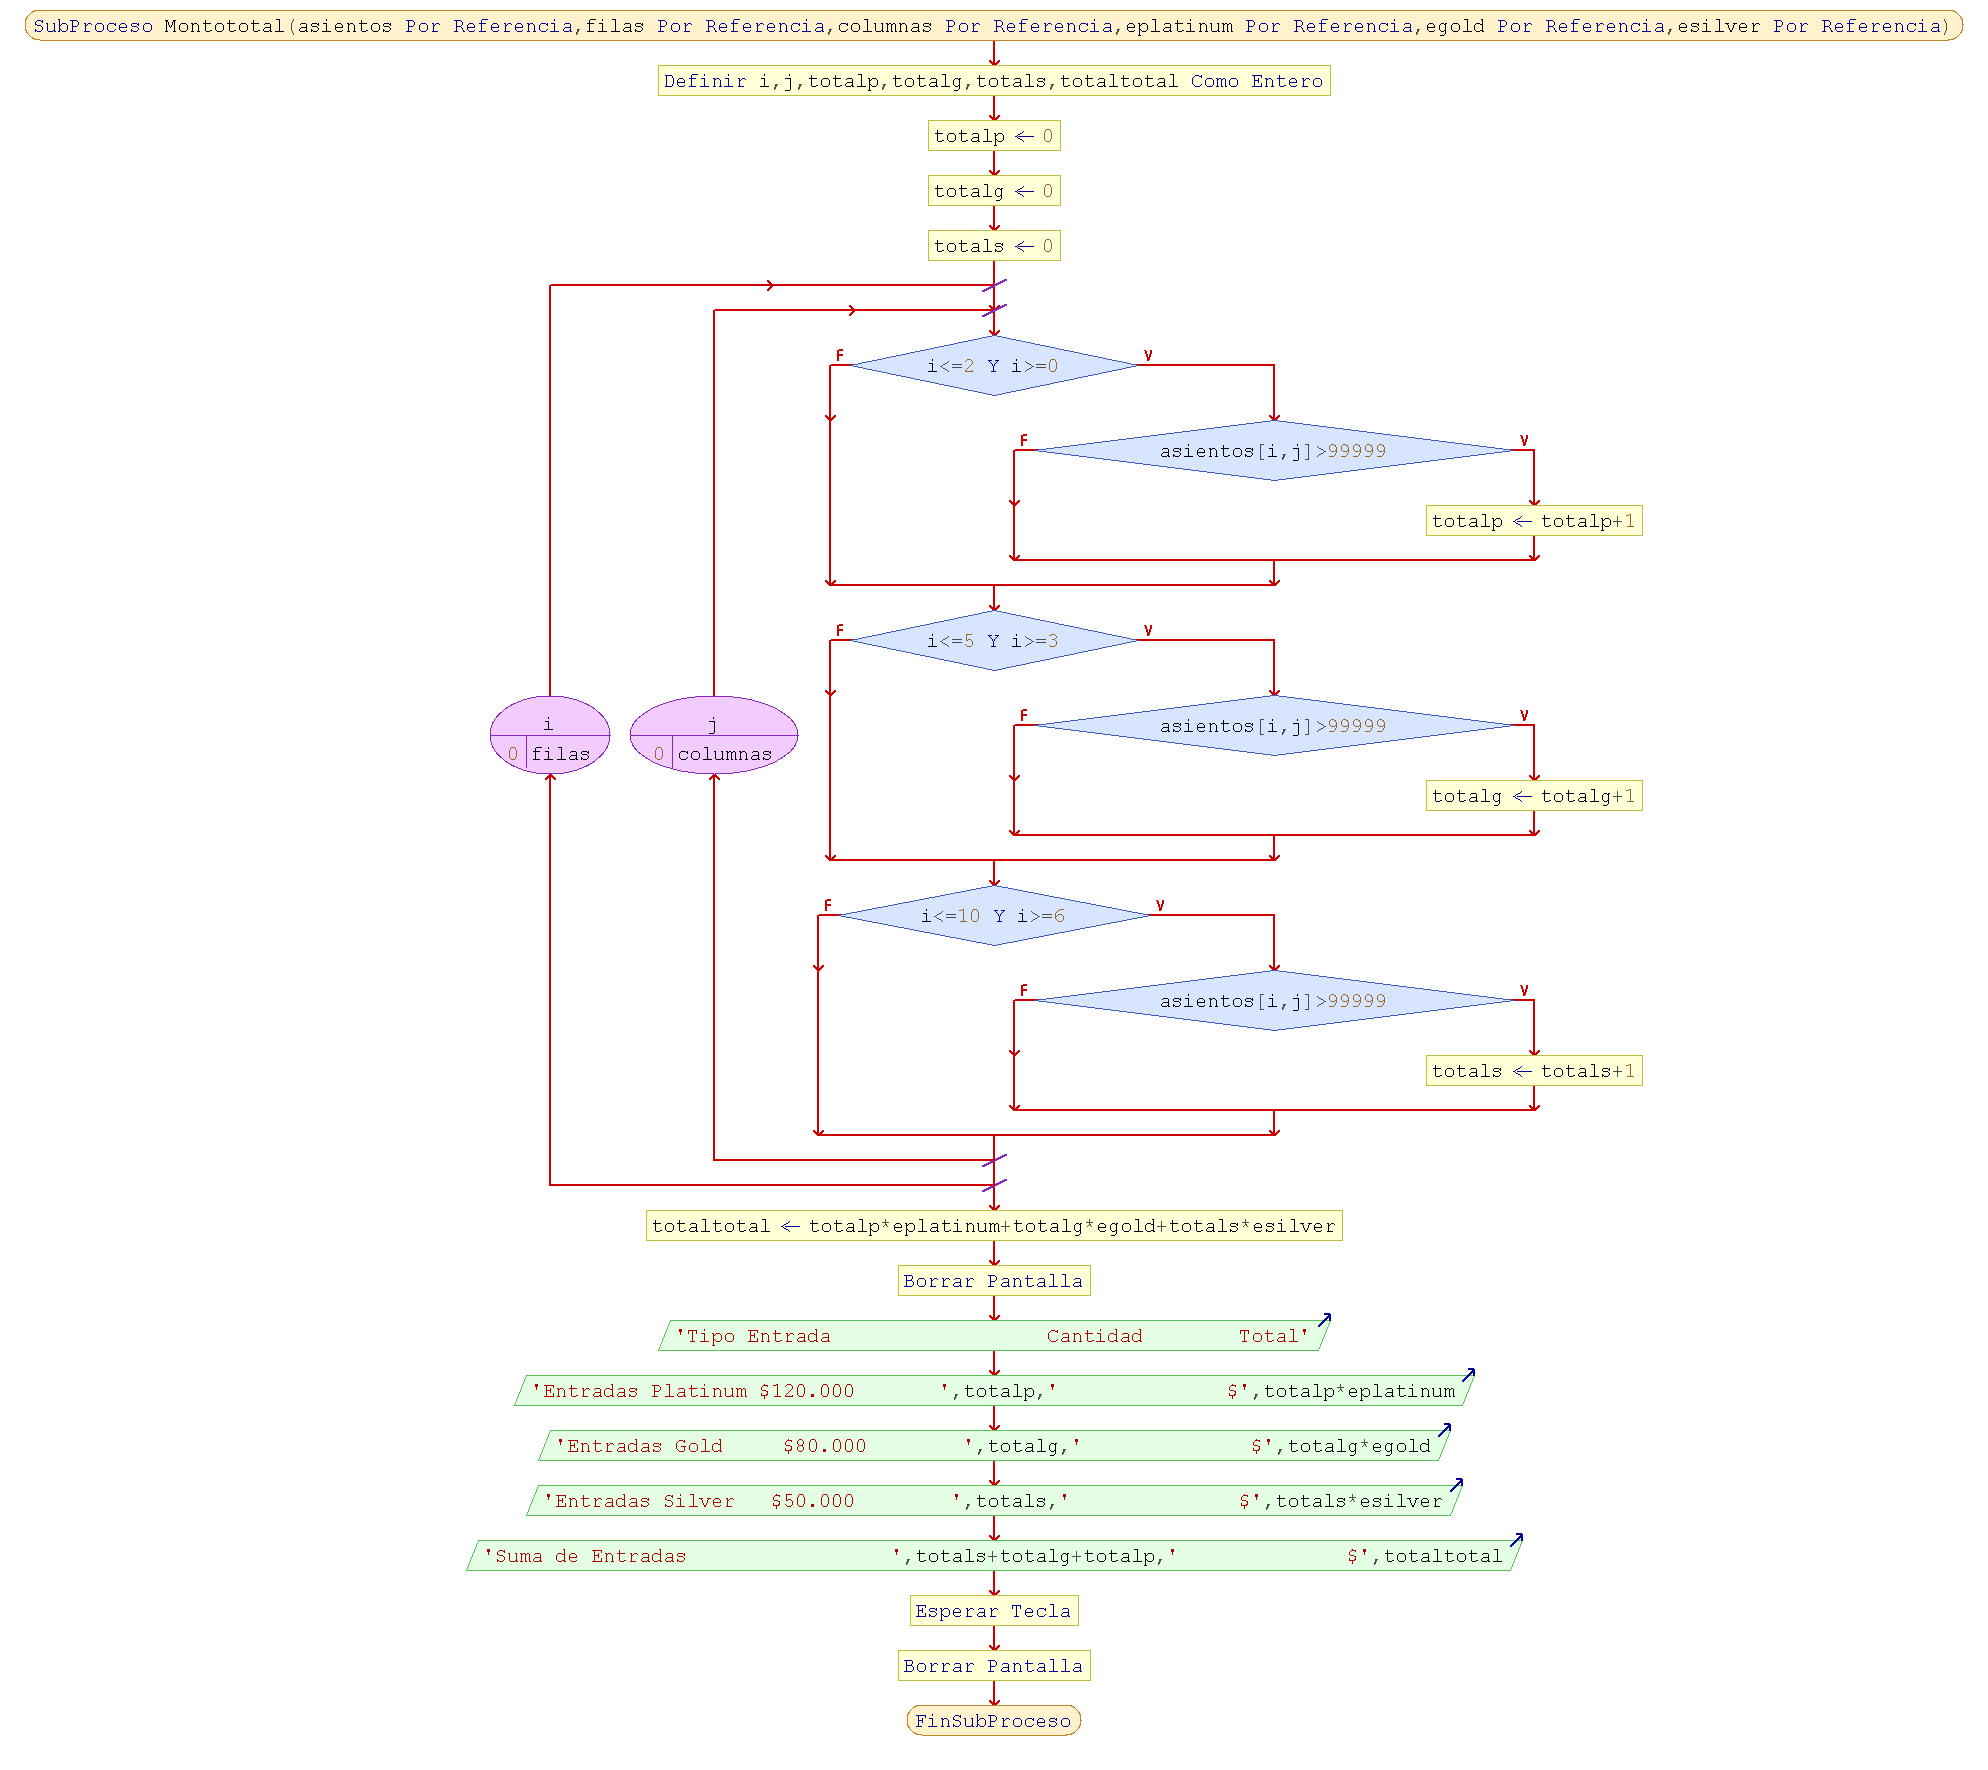 SubProceso Montototal(asientos Por Referencia,filas Por Referencia,columnas Por Referencia,eplatinum Por Referencia,egold Por Referencia,esilver Por Referencia)
Definir i,j,totalp,totalg,totals,totaltotal Como Entero
totalp ← 0
totalg ← 0
totals ← 0
F i<=2 Y i>=0 V
F asientos[i,j]>99999 V
totalp ← totalp+1
F i<=5 Y i>=3 V
i
0 filas
j
0 columnas
F asientos[i,j]>99999 V
totalg ← totalg+1
F i<=10 Y i>=6 V
F asientos[i,j]>99999 V
totals ← totals+1
totaltotal ← totalp*eplatinum+totalg*egold+totals*esilver
Borrar Pantalla
'Tipo Entrada                  Cantidad        Total'
'Entradas Platinum $120.000       ',totalp,'              $',totalp*eplatinum
'Entradas Gold     $80.000        ',totalg,'              $',totalg*egold
'Entradas Silver   $50.000        ',totals,'              $',totals*esilver
'Suma de Entradas                 ',totals+totalg+totalp,'              $',totaltotal
Esperar Tecla
Borrar Pantalla
FinSubProceso